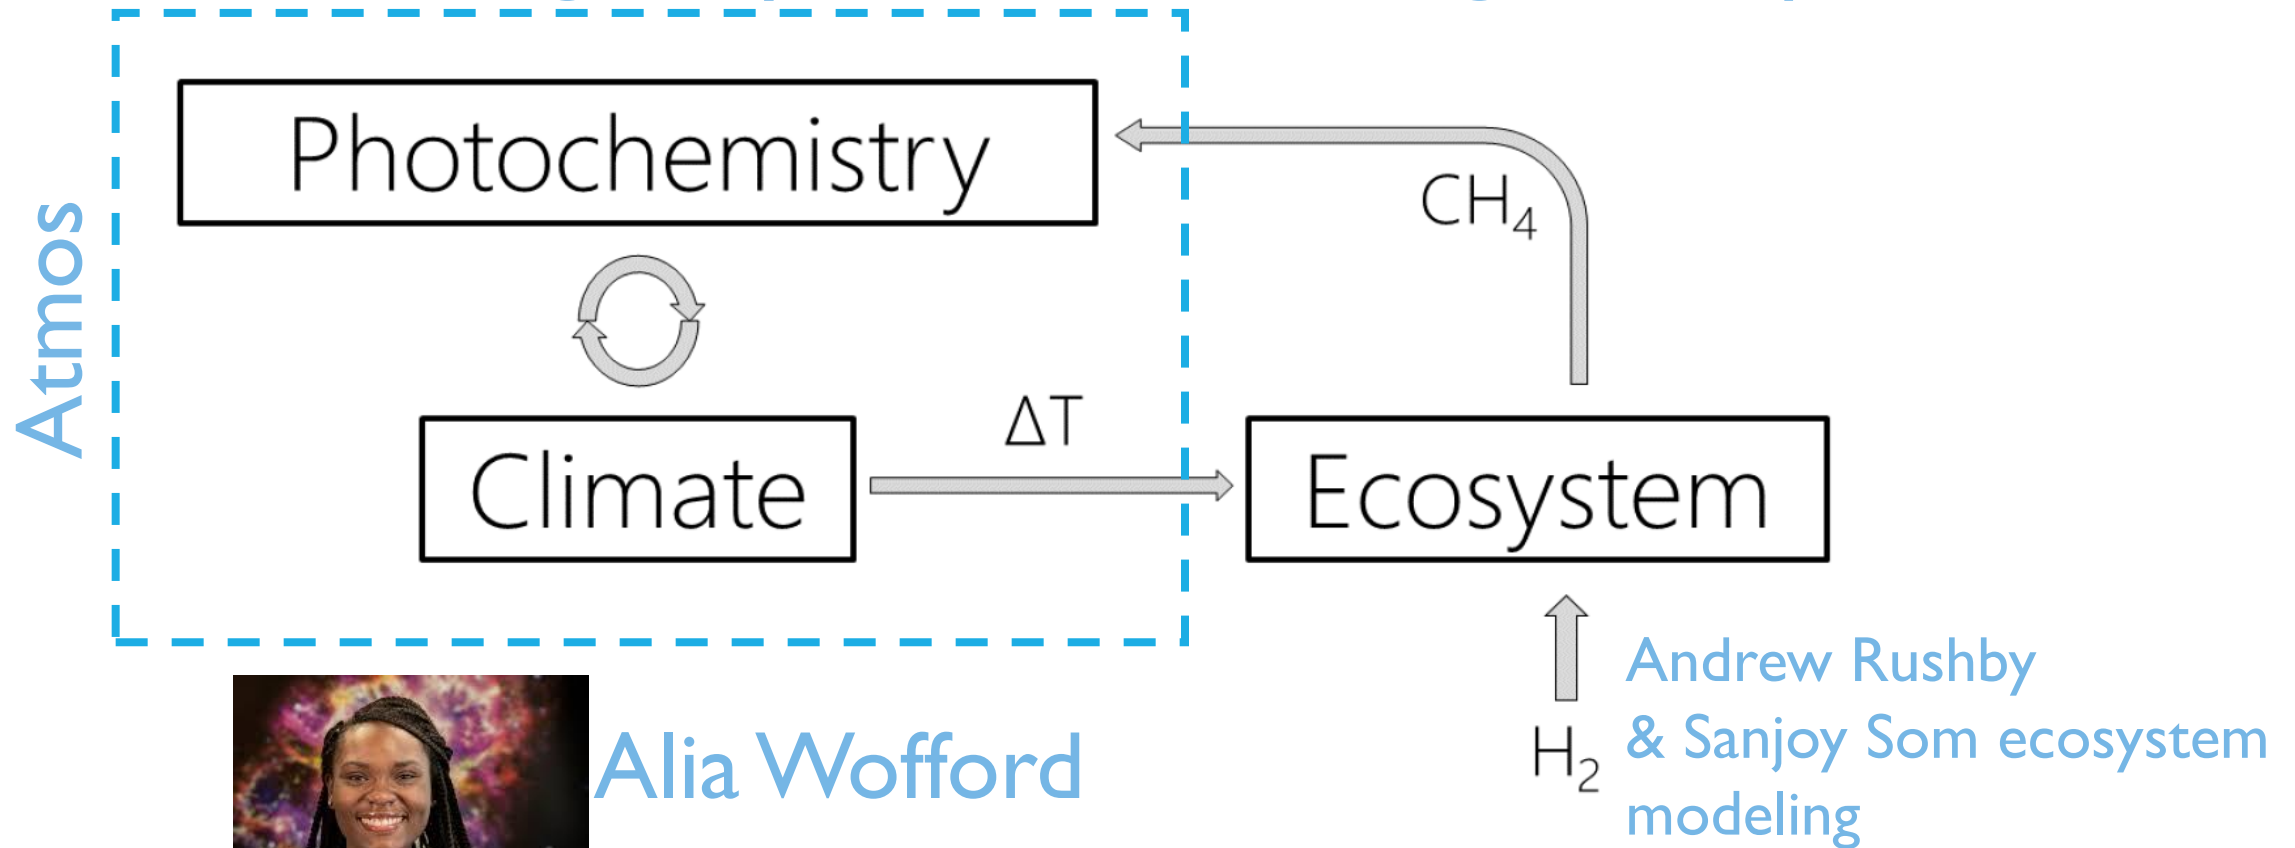 Photochemistry
CH₄
Atmos
ΔT
Climate
Ecosystem
H₂
Andrew Rushby
& Sanjoy Som ecosystem
modeling
Alia Wofford